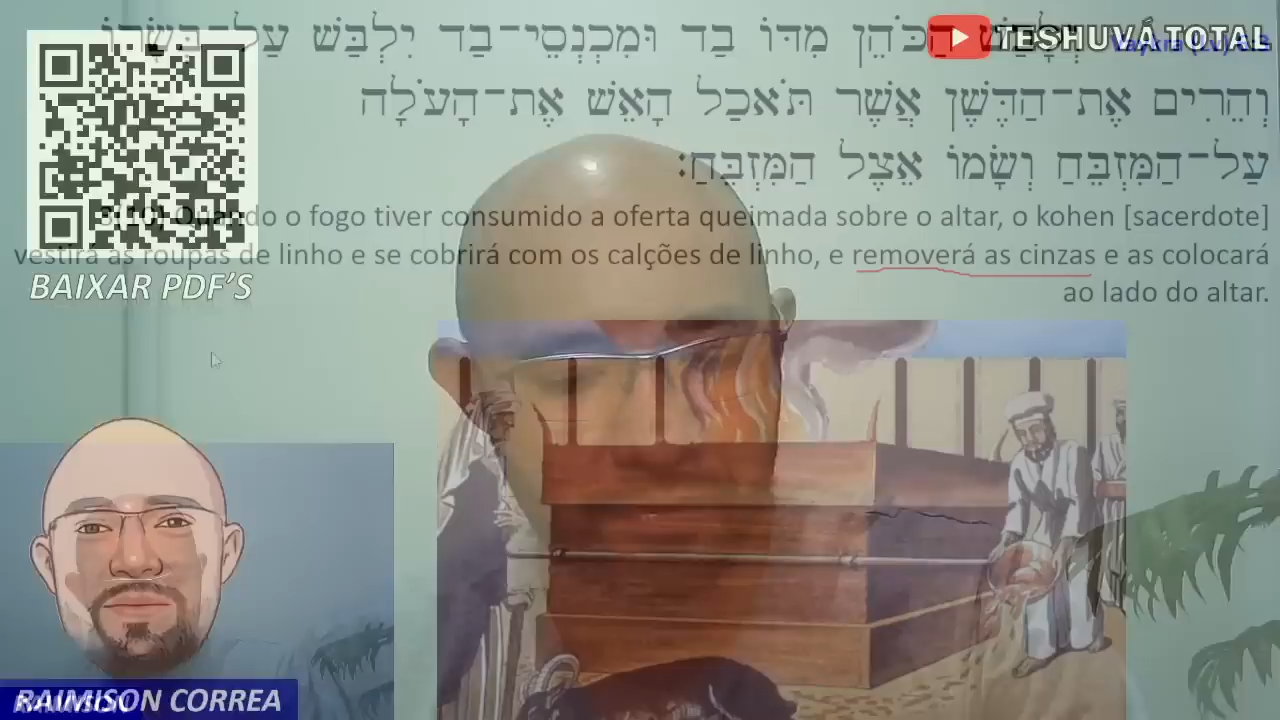 וְלָבַשׁ הַכֹּהֵן מִדּוֹ בַד וּמִכְנְסֵי־בַד יִלְבַּשׁ עַל־בְּשָׂרוֹ
TESHUVÁ TOTAL
וְהֵרִים אֶת־הַדֶּשֶׁן אֲשֶׁר תֹּאכַל הָאֵשׁ אֶת־הָעֹלָה
עַל־הַמִּזְבֵּחַ וְשָׂמוֹ אֵצֶל הַמִּזְבֵּחַ׃
Quando o fogo tiver consumido a oferta queimada sobre o altar, o kohen [sacerdote]
vestirá as roupas de linho e se cobrirá com os calções de linho, e removerá as cinzas e as colocará
ao lado do altar.
BAIXAR PDF'S
RAIMISON CORREA